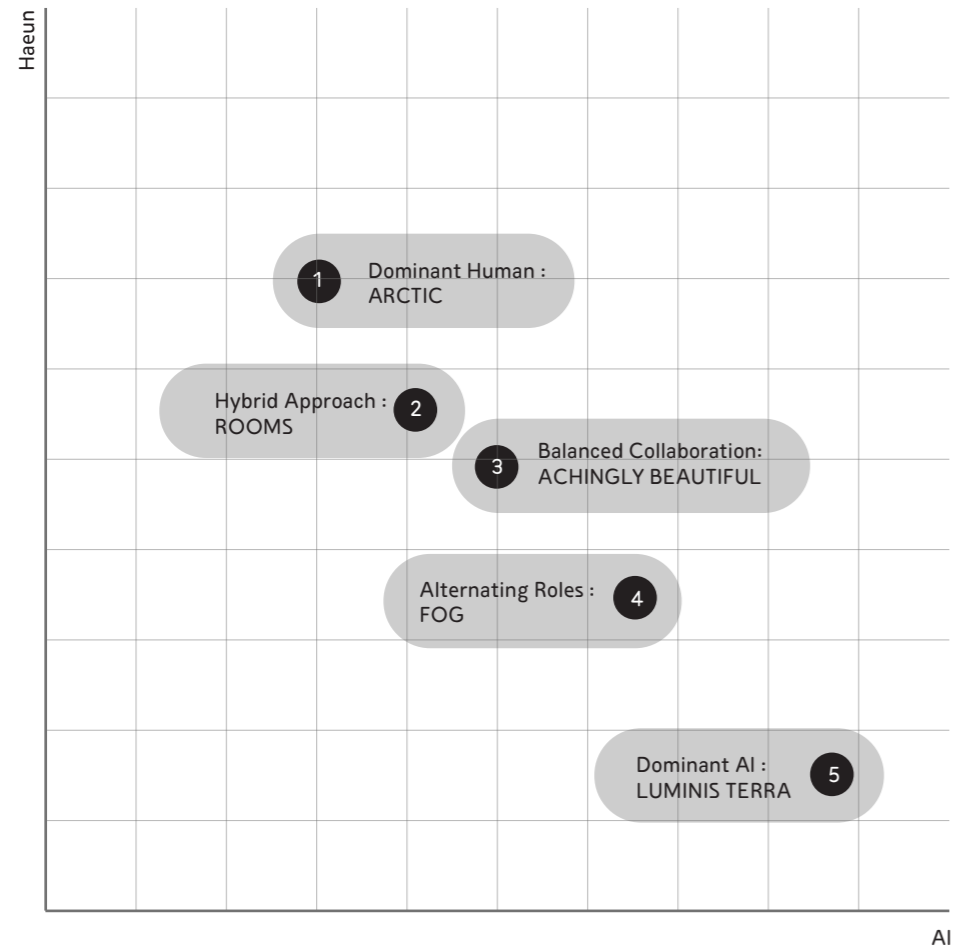 Haeun
1
Dominant Human :
ARCTIC
Hybrid Approach :
ROOMS
2
3
Balanced Collaboration:
ACHINGLY BEAUTIFUL
Alternating Roles :
FOG
4
Dominant AI :
LUMINIS TERRA
5
AI